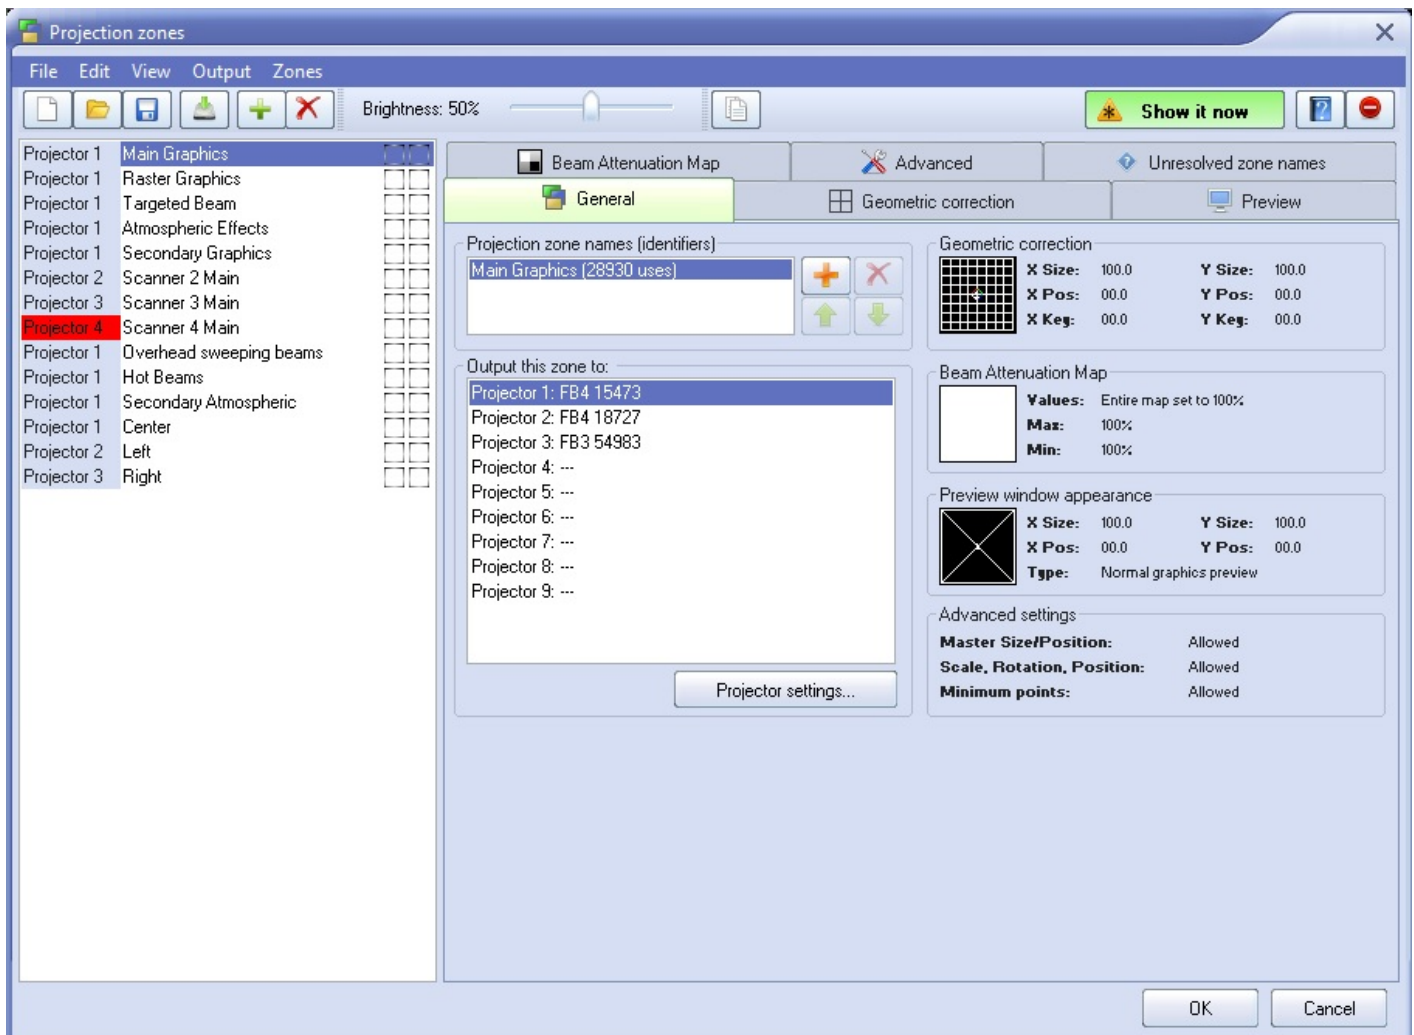 Projection zones
File Edit View Output Zones
Brightness: 50%
Show it now
Projector 1 Main Graphics
Projector 1 Raster Graphics
Projector 1 Targeted Beam
Projector 1 Atmospheric Effects
Projector 1 Secondary Graphics
Projector 2 Scanner 2 Main
Projector 3 Scanner 3 Main
Projector 4 Scanner 4 Main
Projector 1 Overhead sweeping beams
Projector 1 Hot Beams
Projector 1 Secondary Atmospheric
Projector 1 Center
Projector 2 Left
Projector 3 Right
Beam Attenuation Map Advanced Unresolved zone names
General Geometric correction Preview
Projection zone names (identifiers)
Main Graphics (28930 uses)
Output this zone to:
Projector 1: FB4 15473
Projector 2: FB4 18727
Projector 3: FB3 54983
Projector 4: ---
Projector 5: ---
Projector 6: ---
Projector 7: ---
Projector 8: ---
Projector 9: ---
Projector settings...
Geometric correction
X Size: 100.0 Y Size: 100.0
X Pos: 00.0 Y Pos: 00.0
X Key: 00.0 Y Key: 00.0
Beam Attenuation Map
Values: Entire map set to 100%
Max: 100%
Min: 100%
Preview window appearance
X Size: 100.0 Y Size: 100.0
X Pos: 00.0 Y Pos: 00.0
Type: Normal graphics preview
Advanced settings
Master Size/Position: Allowed
Scale, Rotation, Position: Allowed
Minimum points: Allowed
OK Cancel